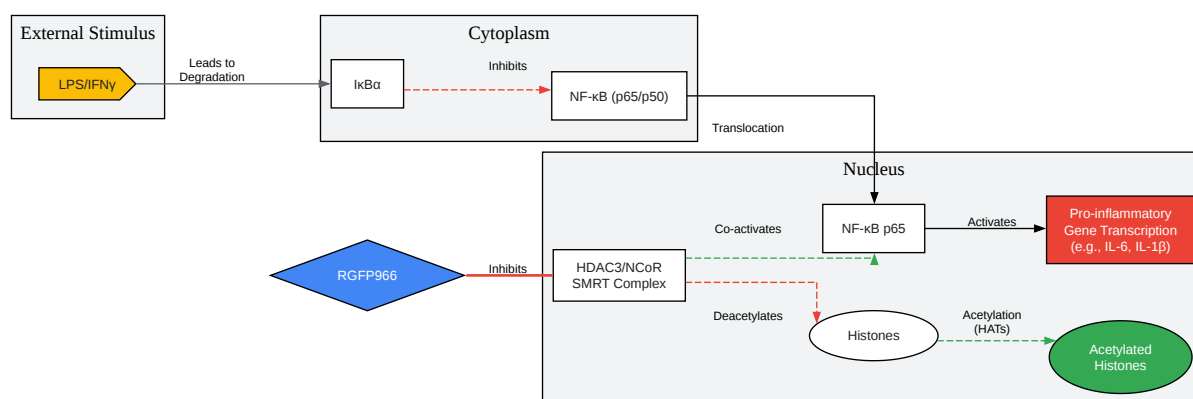 External Stimulus
LPS/IFNγ
Leads to
Degradation
Cytoplasm
IκBα
Inhibits
NF-κB (p65/p50)
Translocation
Nucleus
NF-κB p65
Activates
Pro-inflammatory
Gene Transcription
(e.g., IL-6, IL-1β)
Co-activates
RGFP966
Inhibits
HDAC3/NCoR
SMRT Complex
Deacetylates
Histones
Acetylation
(HATs)
Acetylated
Histones